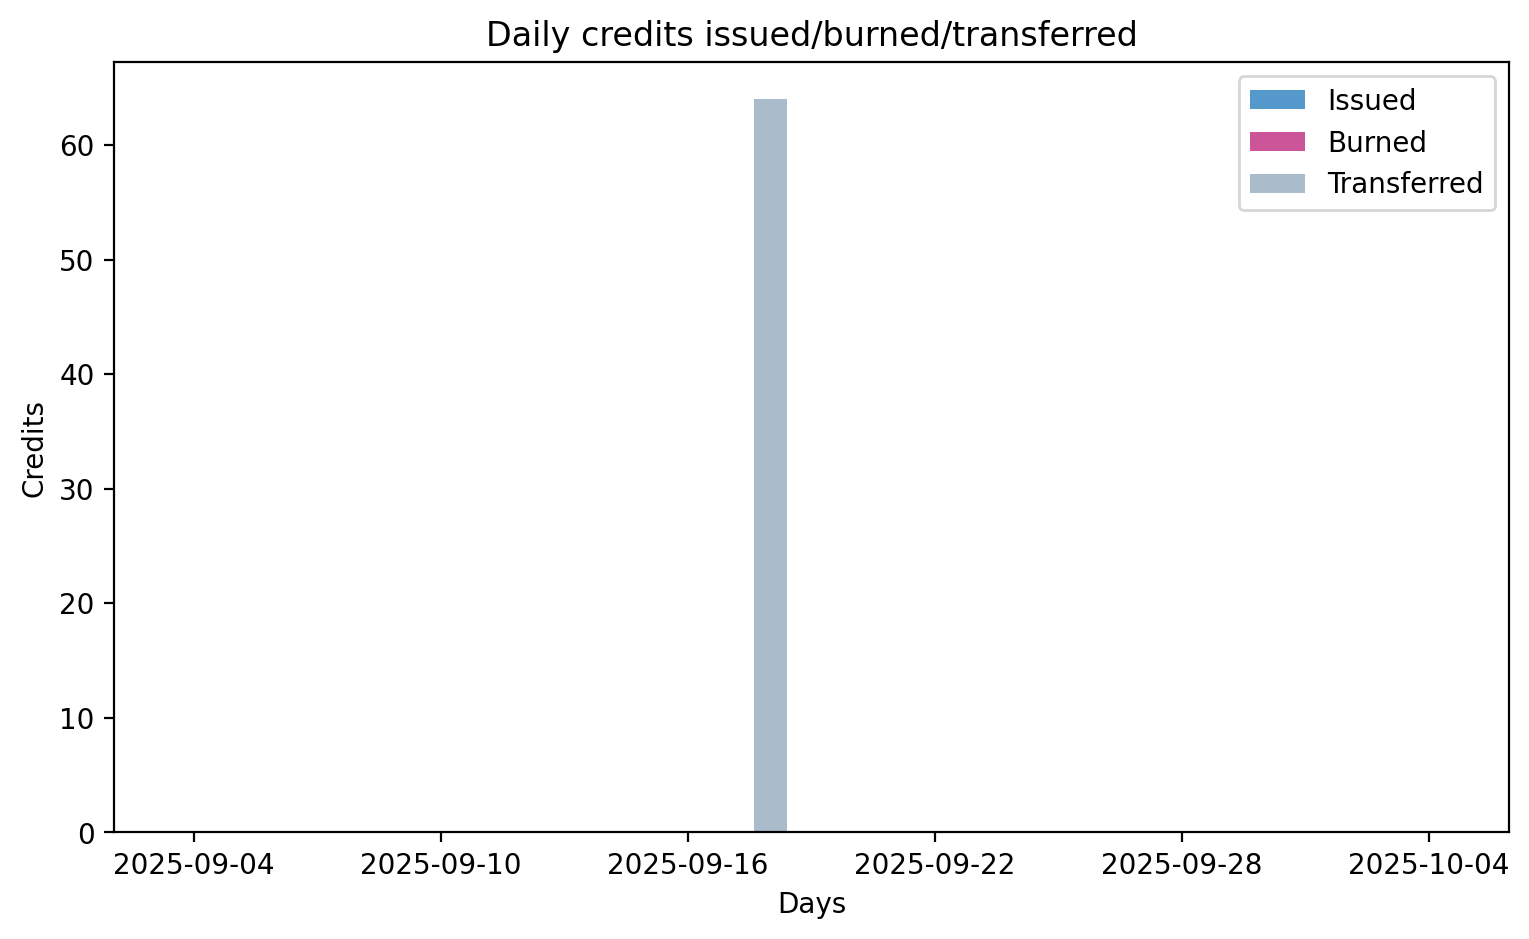 Daily credits issued/burned/transferred
Issued
Burned
Transferred
60
50
40
30
20
10
0
Credits
2025-09-04 2025-09-10 2025-09-16 2025-09-22 2025-09-28 2025-10-04
Days